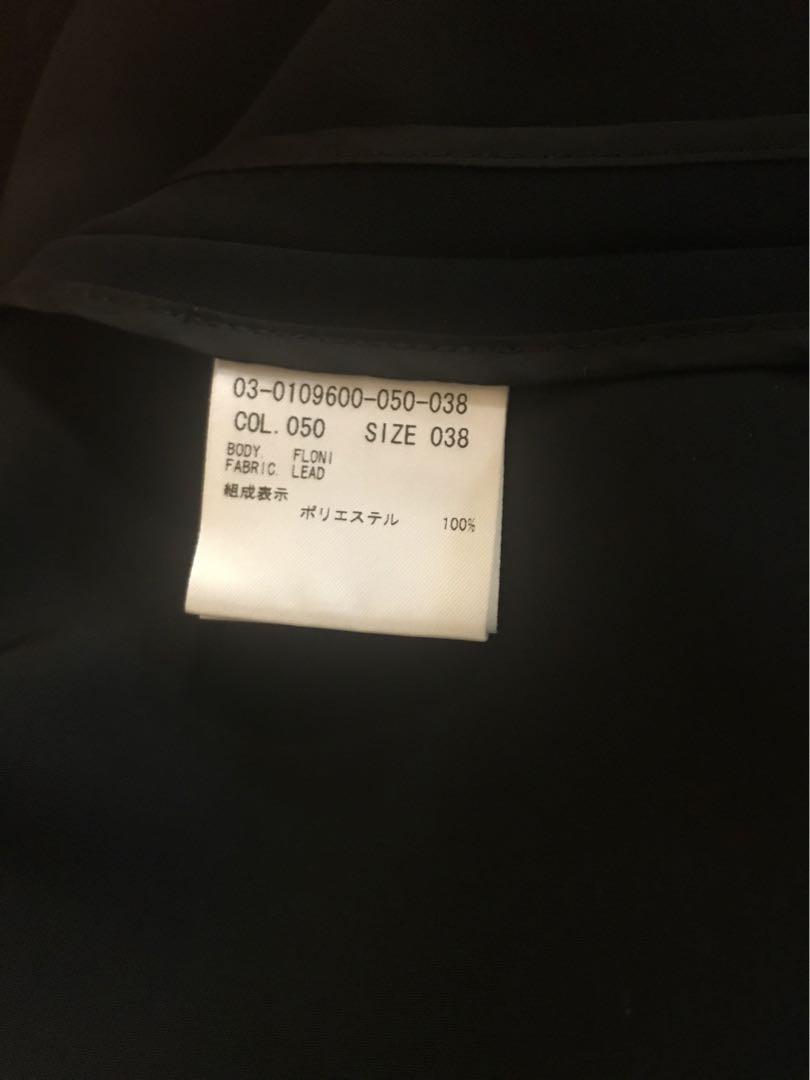 03-0109600-050-038
COL. 050 SIZE 038
BODY. FLONI
FABRIC. LEAD
組成表示
ポリエステル 100%